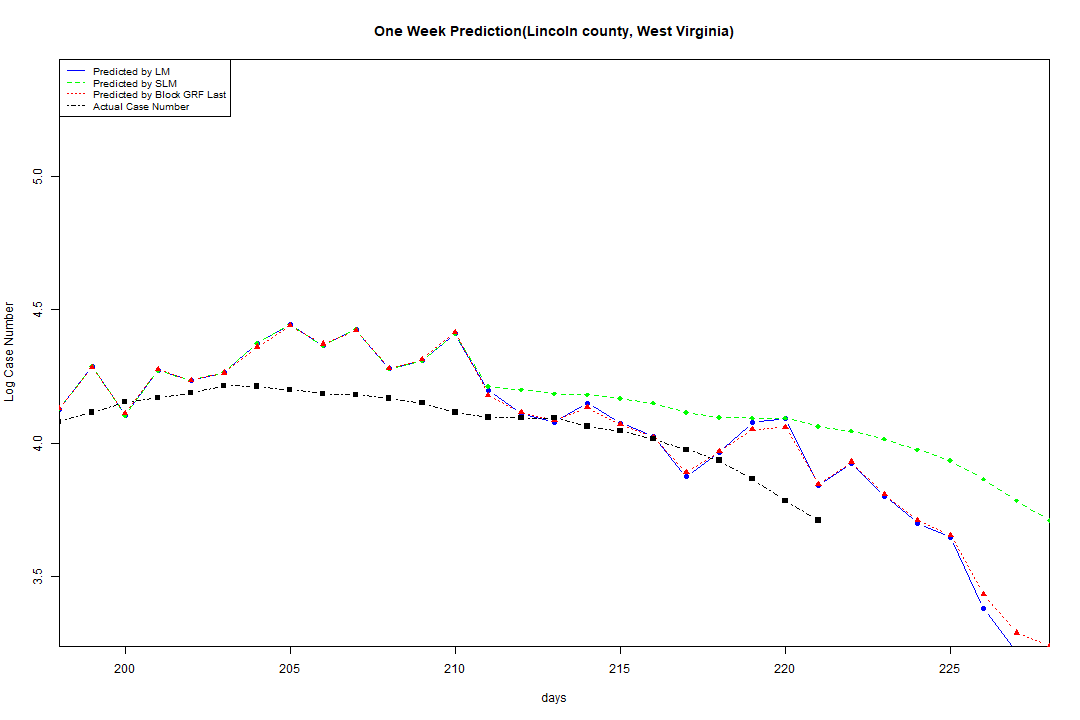 One Week Prediction(Lincoln county, West Virginia)
Predicted by LM
Predicted by SLM
Predicted by Block GRF Last
Actual Case Number
5.0
4.5
4.0
3.5
Log Case Number
200 205 210 215 220 225
days